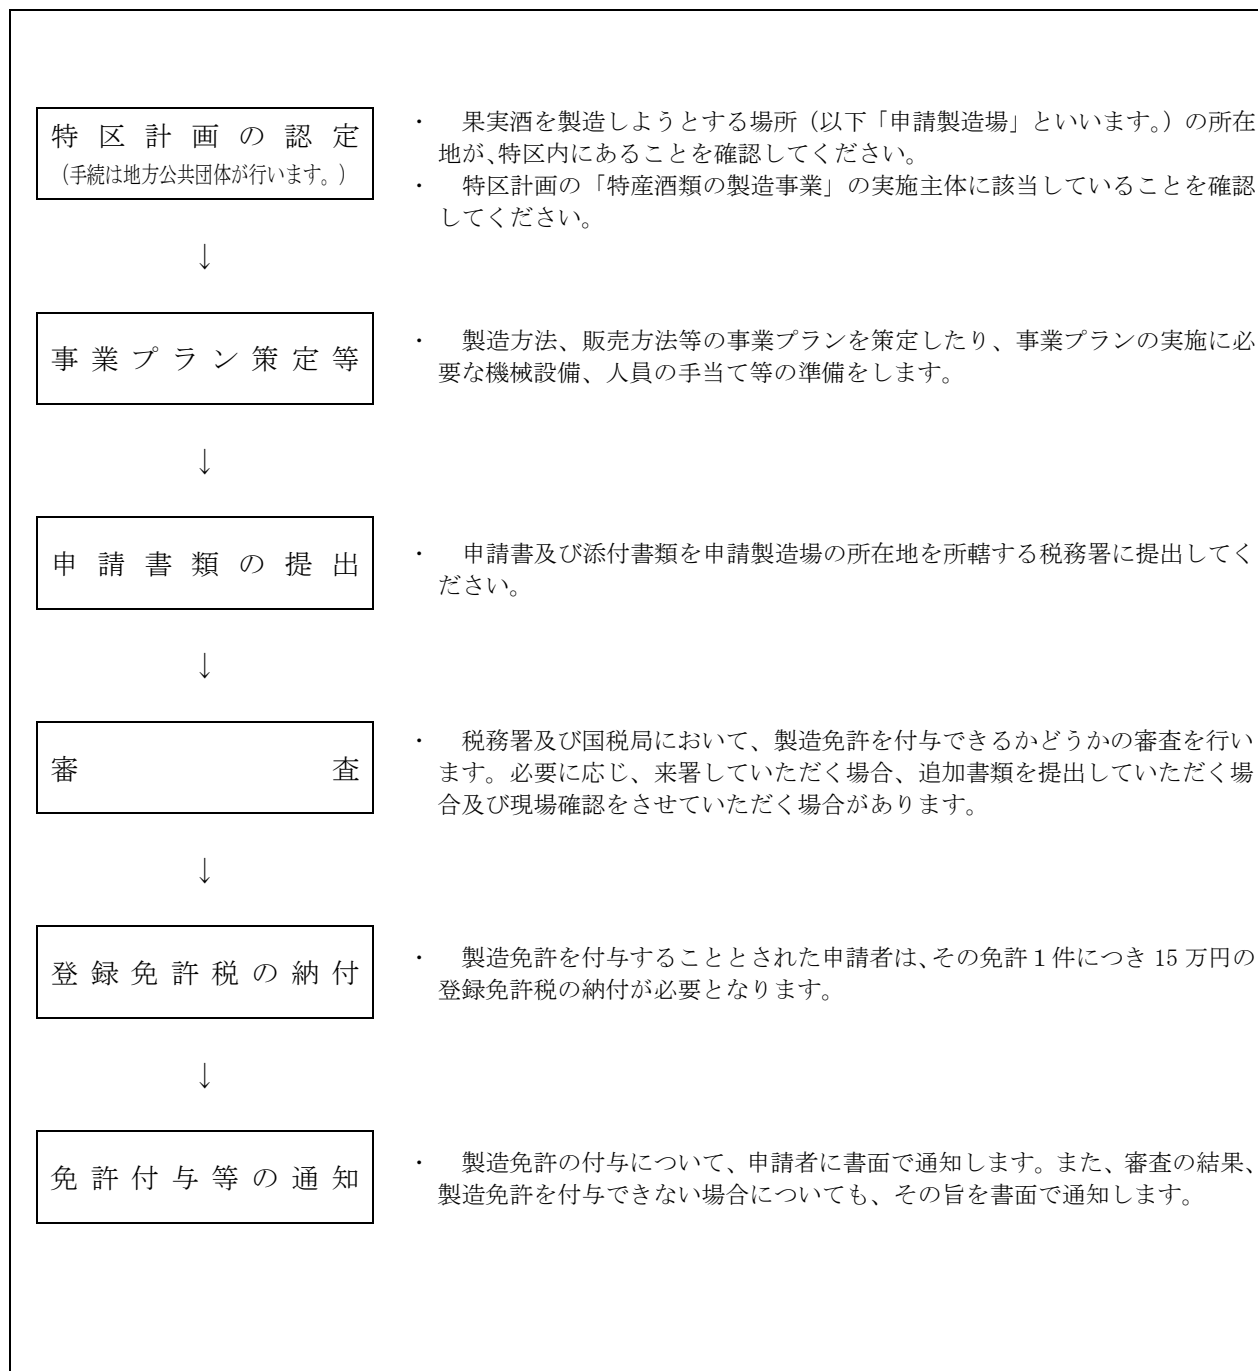 特区計画の認定
（手続は地方公共団体が行います。）
・　果実酒を製造しようとする場所（以下「申請製造場」といいます。）の所在
地が、特区内にあることを確認してください。
・　特区計画の「特産酒類の製造事業」の実施主体に該当していることを確認
してください。
↓
事業プラン策定等
・　製造方法、販売方法等の事業プランを策定したり、事業プランの実施に必
要な機械設備、人員の手当て等の準備をします。
↓
申請書類の提出
・　申請書及び添付書類を申請製造場の所在地を所轄する税務署に提出してく
ださい。
↓
審査
・　税務署及び国税局において、製造免許を付与できるかどうかの審査を行い
ます。必要に応じ、来署していただく場合、追加書類を提出していただく場
合及び現場確認をさせていただく場合があります。
↓
登録免許税の納付
・　製造免許を付与することとされた申請者は、その免許１件につき 15 万円の
登録免許税の納付が必要となります。
↓
免許付与等の通知
・　製造免許の付与について、申請者に書面で通知します。また、審査の結果、
製造免許を付与できない場合についても、その旨を書面で通知します。